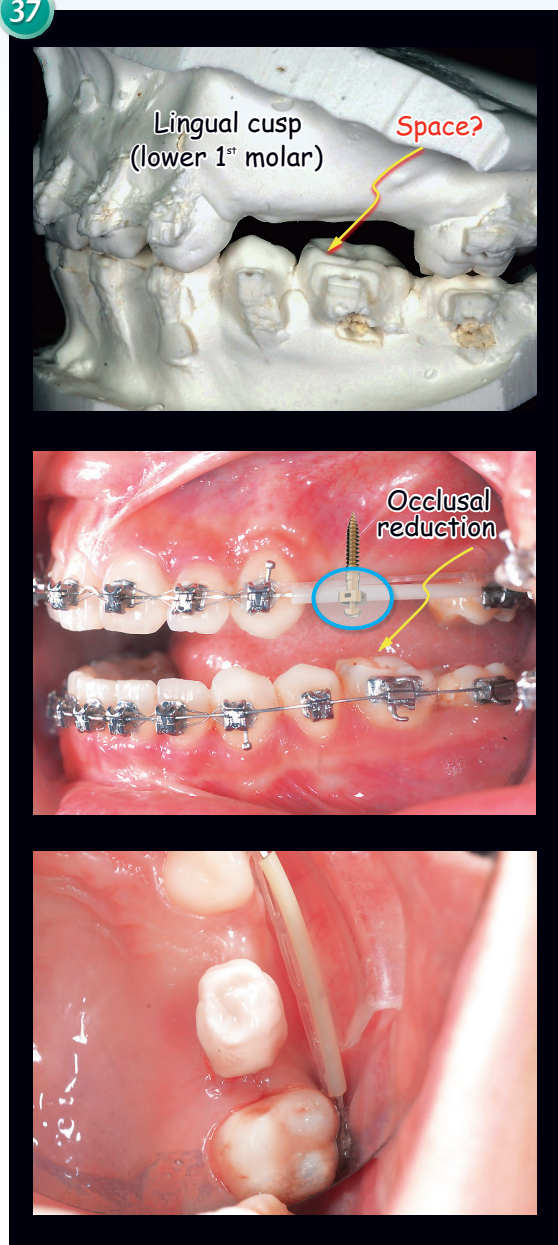 37
Lingual cusp
(lower 1st molar)
Space?
Occlusal
reduction